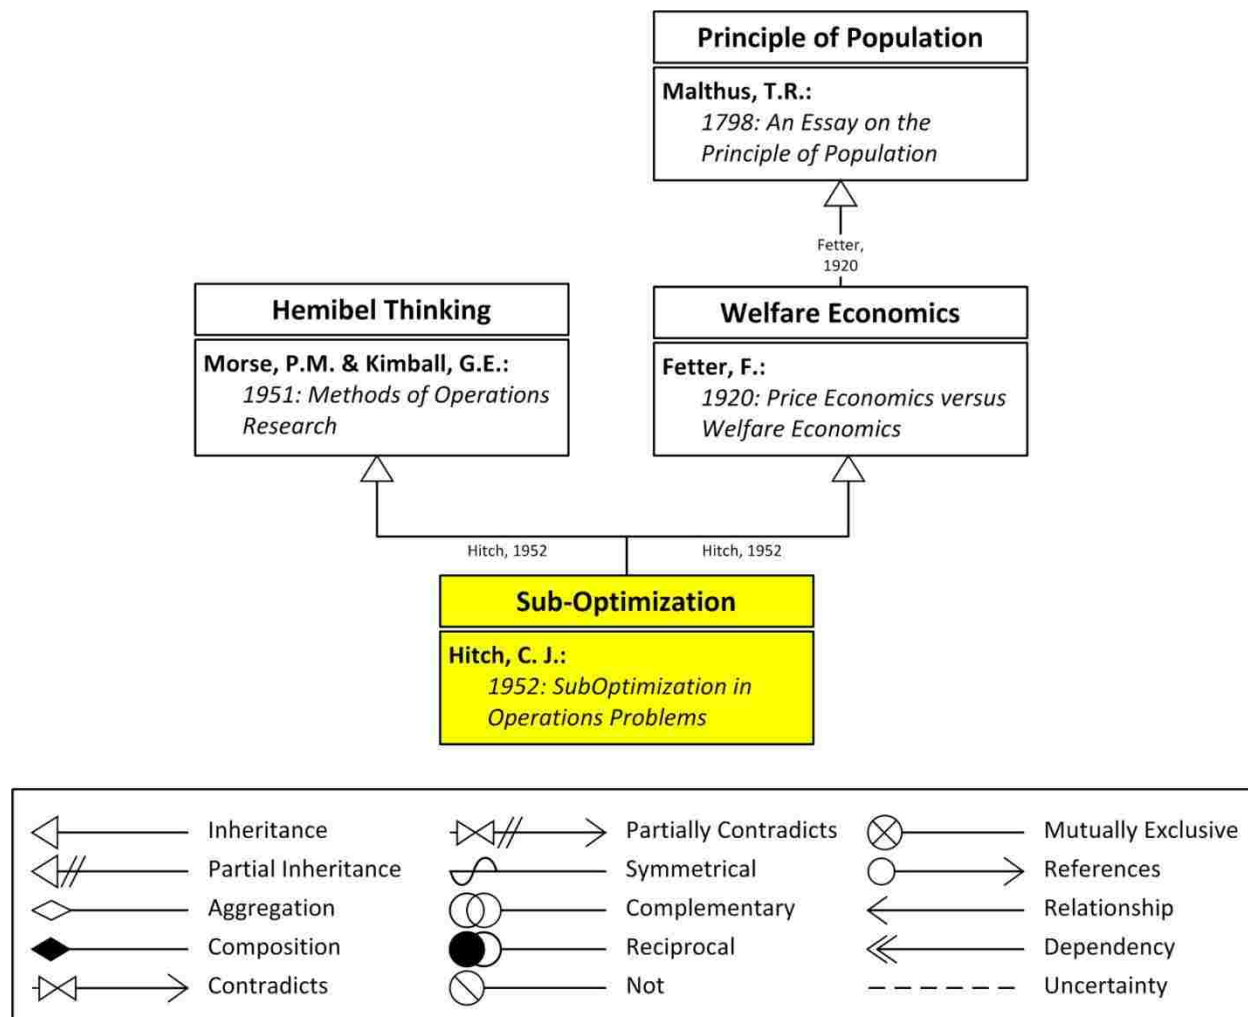 Principle of Population
Malthus, T.R.:
1798: An Essay on the
Principle of Population
Fetter,
1920
Hemibel Thinking
Morse, P.M. & Kimball, G.E.:
1951: Methods of Operations
Research
Welfare Economics
Fetter, F.:
1920: Price Economics versus
Welfare Economics
Hitch, 1952
Hitch, 1952
Sub-Optimization
Hitch, C. J.:
1952: SubOptimization in
Operations Problems
Inheritance
Partial Inheritance
Aggregation
Composition
Contradicts
Partially Contradicts
Symmetrical
Complementary
Reciprocal
Not
Mutually Exclusive
References
Relationship
Dependency
Uncertainty